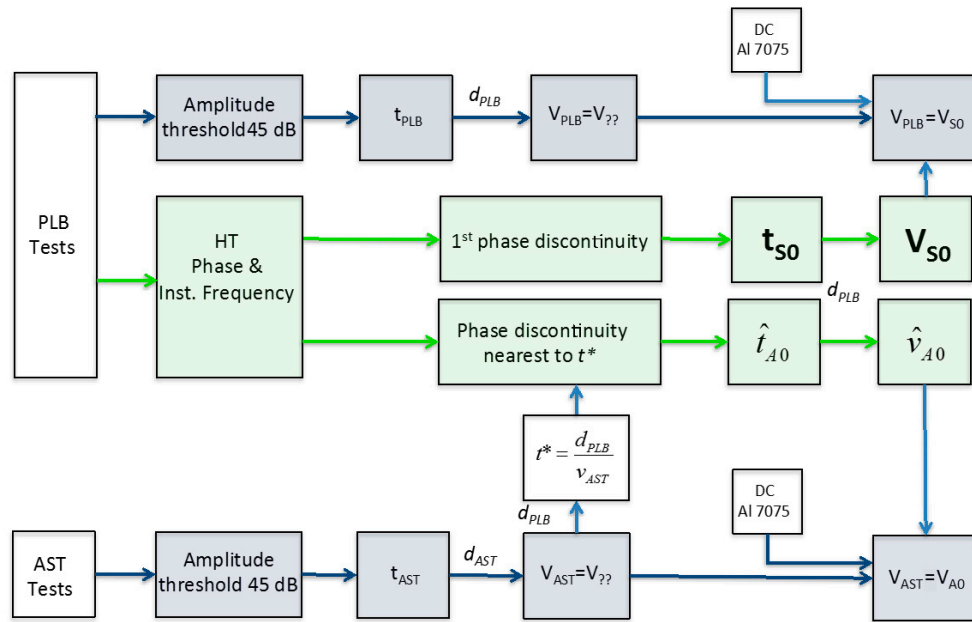 DC
Al 7075
Amplitude
threshold45 dB
t_PLB
d_PLB
V_PLB=V_??
V_PLB=V_S0
PLB
Tests
HT
Phase &
Inst. Frequency
1st phase discontinuity
t_S0
V_S0
d_PLB
Phase discontinuity
nearest to t*
t̂_A0
v̂_A0
t* = d_PLB / v_AST
d_PLB
DC
Al 7075
AST
Tests
Amplitude
threshold 45 dB
t_AST
d_AST
V_AST=V_??
V_AST=V_A0